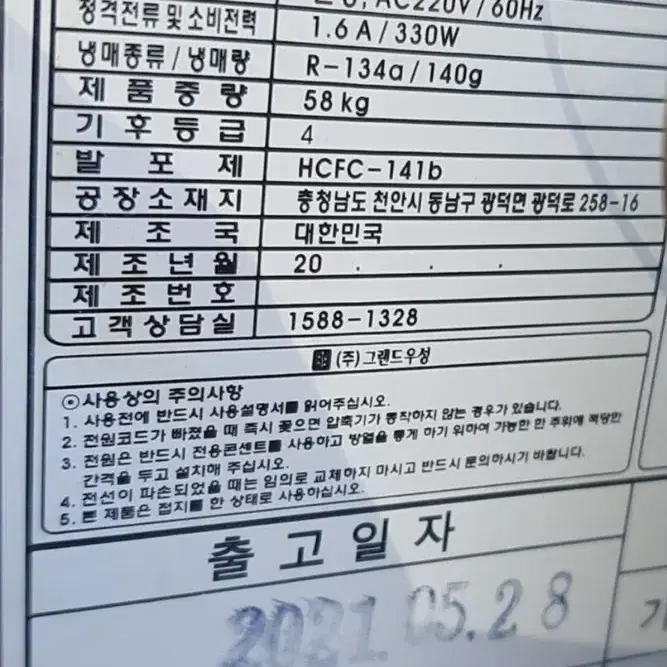 AC220V / 60Hz
정격전류 및 소비전력 1.6 A / 330W
냉매종류 / 냉매량 R-134a / 140g
제품중량 58 kg
기후등급 4
발포제 HCFC-141b
공장소재지 충청남도 천안시 동남구 광덕면 광덕로 258-16
제조국 대한민국
제조년월 20 . . .
제조번호
고객상담실 1588-1328
(주)그랜드우성
⊙사용상의 주의사항
1. 사용전에 반드시 사용설명서를 읽어주십시오.
2. 전원코드가 빠졌을 때 즉시 꽂으면 압축기가 동작하지 않는 경우가 있습니다.
3. 전원은 반드시 전용콘센트를 사용하고 방열을 좋게 하기 위하여 가능한 한 주위에 적당한
간격을 두고 설치해 주십시오.
4. 전선이 파손되었을 때는 임의로 교체하지 마시고 반드시 문의하시기 바랍니다.
5. 본 제품은 접지를 한 상태로 사용하십시오.
출고일자
2021.05.28